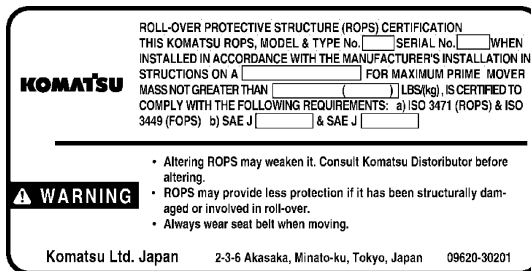 ROLL-OVER PROTECTIVE STRUCTURE (ROPS) CERTIFICATION
THIS KOMATSU ROPS, MODEL & TYPE No. SERIAL No. WHEN
INSTALLED IN ACCORDANCE WITH THE MANUFACTURER'S INSTALLATION IN
STRUCTIONS ON A FOR MAXIMUM PRIME MOVER
KOMATSU
MASS NOT GREATER THAN ( ) LBS/(kg), IS CERTIFIED TO
COMPLY WITH THE FOLLOWING REQUIREMENTS: a) ISO 3471 (ROPS) & ISO
3449 (FOPS) b) SAE J & SAE J
• Altering ROPS may weaken it. Consult Komatsu Distoributor before
altering.
WARNING
• ROPS may provide less protection if it has been structurally dam-
aged or involved in roll-over.
• Always wear seat belt when moving.
Komatsu Ltd. Japan 2-3-6 Akasaka, Minato-ku, Tokyo, Japan 09620-30201